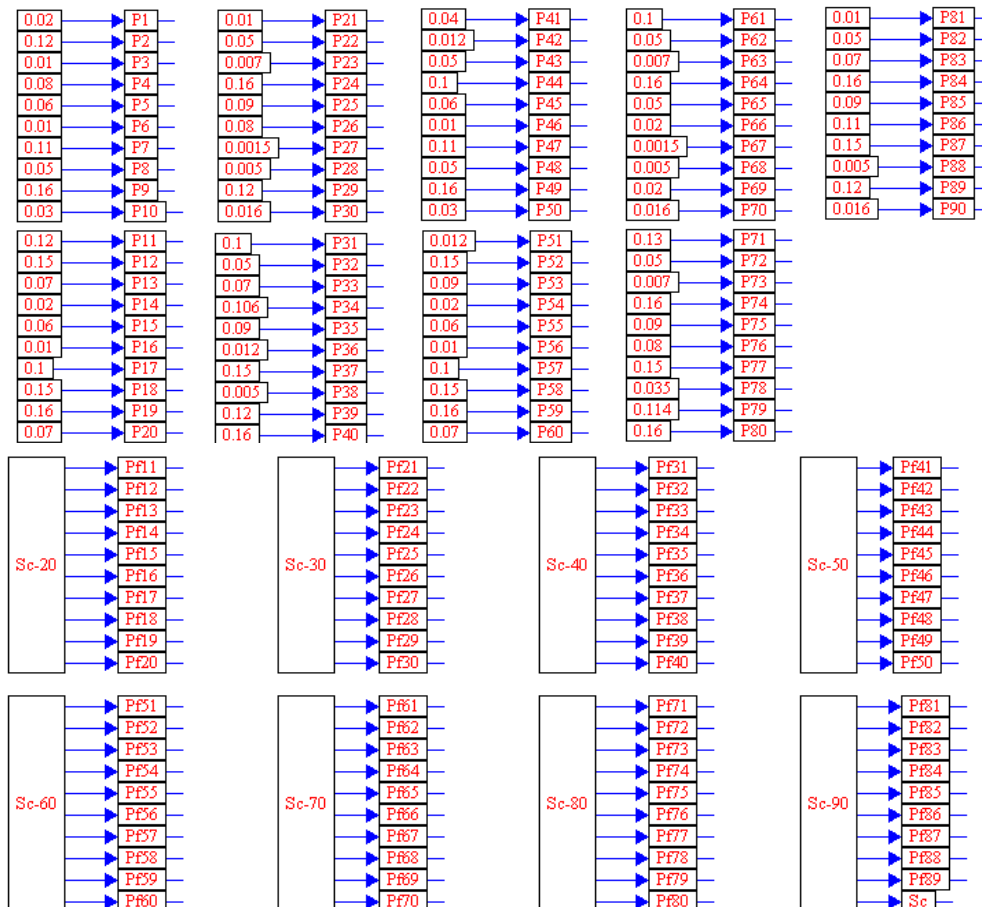 0.02 P1
0.12 P2
0.01 P3
0.08 P4
0.06 P5
0.01 P6
0.11 P7
0.05 P8
0.16 P9
0.03 P10
0.01 P21
0.05 P22
0.007 P23
0.16 P24
0.09 P25
0.08 P26
0.0015 P27
0.005 P28
0.12 P29
0.016 P30
0.04 P41
0.012 P42
0.05 P43
0.1 P44
0.06 P45
0.01 P46
0.11 P47
0.05 P48
0.16 P49
0.03 P50
0.1 P61
0.05 P62
0.007 P63
0.16 P64
0.05 P65
0.02 P66
0.0015 P67
0.005 P68
0.02 P69
0.016 P70
0.01 P81
0.05 P82
0.07 P83
0.16 P84
0.09 P85
0.11 P86
0.15 P87
0.005 P88
0.12 P89
0.016 P90
0.12 P11
0.15 P12
0.07 P13
0.02 P14
0.06 P15
0.01 P16
0.1 P17
0.15 P18
0.16 P19
0.07 P20
0.1 P31
0.05 P32
0.07 P33
0.106 P34
0.09 P35
0.012 P36
0.15 P37
0.005 P38
0.12 P39
0.16 P40
0.012 P51
0.15 P52
0.09 P53
0.02 P54
0.06 P55
0.01 P56
0.1 P57
0.15 P58
0.16 P59
0.07 P60
0.13 P71
0.05 P72
0.007 P73
0.16 P74
0.09 P75
0.08 P76
0.15 P77
0.035 P78
0.114 P79
0.16 P80
Sc-20
Pf11
Pf12
Pf13
Pf14
Pf15
Pf16
Pf17
Pf18
Pf19
Pf20
Sc-30
Pf21
Pf22
Pf23
Pf24
Pf25
Pf26
Pf27
Pf28
Pf29
Pf30
Sc-40
Pf31
Pf32
Pf33
Pf34
Pf35
Pf36
Pf37
Pf38
Pf39
Pf40
Sc-50
Pf41
Pf42
Pf43
Pf44
Pf45
Pf46
Pf47
Pf48
Pf49
Pf50
Sc-60
Pf51
Pf52
Pf53
Pf54
Pf55
Pf56
Pf57
Pf58
Pf59
Pf60
Sc-70
Pf61
Pf62
Pf63
Pf64
Pf65
Pf66
Pf67
Pf68
Pf69
Pf70
Sc-80
Pf71
Pf72
Pf73
Pf74
Pf75
Pf76
Pf77
Pf78
Pf79
Pf80
Sc-90
Pf81
Pf82
Pf83
Pf84
Pf85
Pf86
Pf87
Pf88
Pf89
Sc